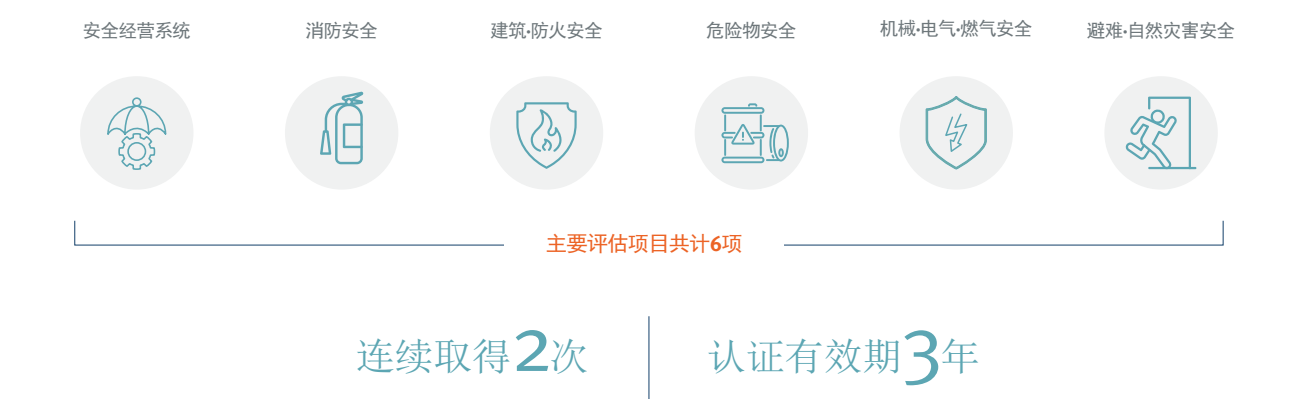 安全经营系统
消防安全
建筑·防火安全
危险物安全
机械·电气·燃气安全
避难·自然灾害安全
主要评估项目共计6项
连续取得2次
认证有效期3年